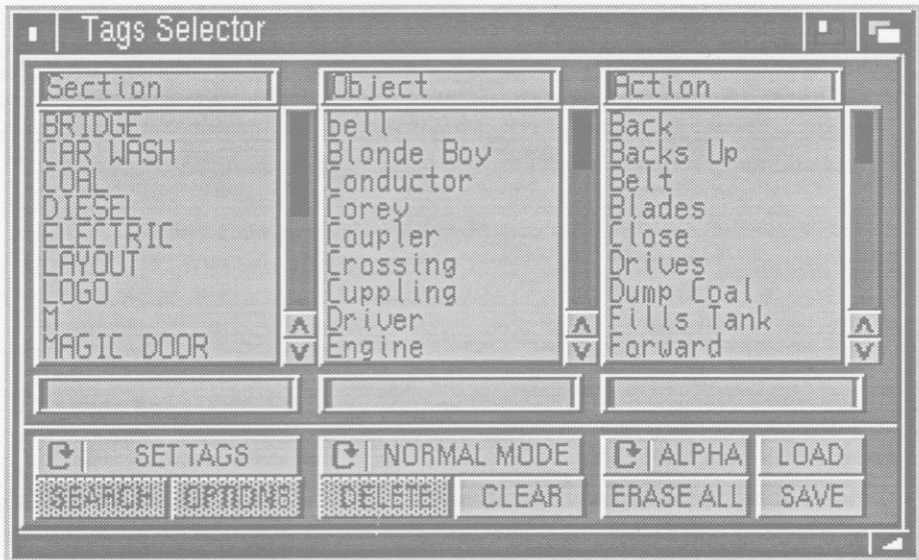 Tags Selector
Section
BRIDGE
CAR WASH
COAL
DIESEL
ELECTRIC
LAYOUT
LOGO
M
MAGIC DOOR
Object
bell
Blonde Boy
Conductor
Corey
Coupler
Crossing
Cuppling
Driver
Engine
Action
Back
Backs Up
Belt
Blades
Close
Drives
Dump Coal
Fills Tank
Forward
SET TAGS
NORMAL MODE
ALPHA
LOAD
SEARCH
OPTIONS
DELETE
CLEAR
ERASE ALL
SAVE